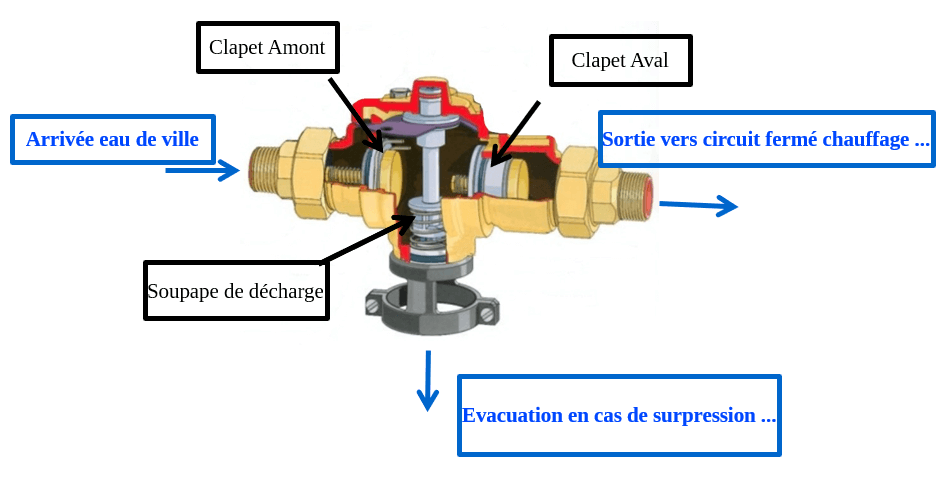 Clapet Amont
Clapet Aval
Arrivée eau de ville
Sortie vers circuit fermé chauffage ...
Soupape de décharge
Evacuation en cas de surpression ...